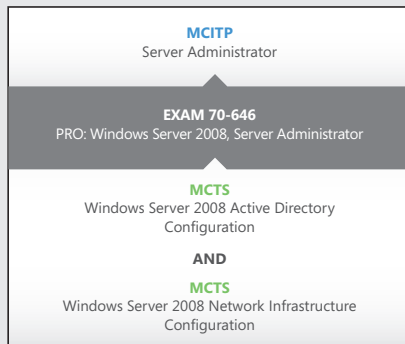 MCITP
Server Administrator
EXAM 70-646
PRO: Windows Server 2008, Server Administrator
MCTS
Windows Server 2008 Active Directory
Configuration
AND
MCTS
Windows Server 2008 Network Infrastructure
Configuration